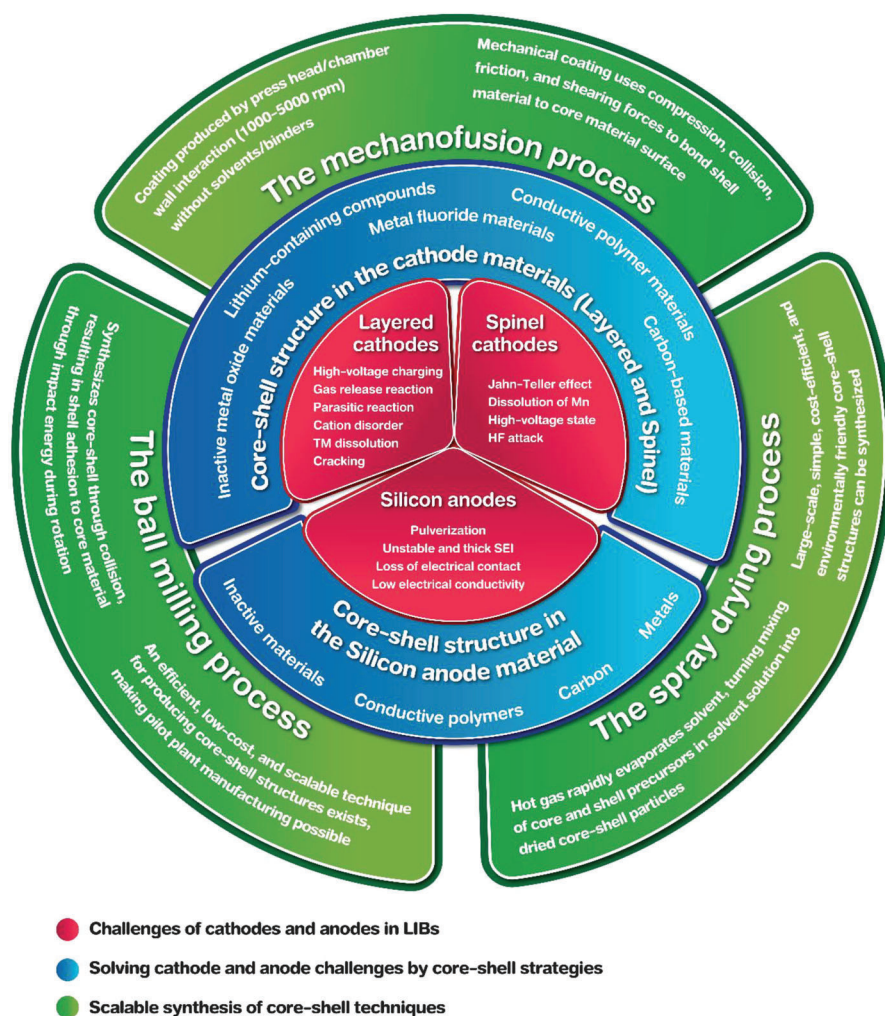 Coating produced by press head/chamber
wall interaction (1000-5000 rpm)
without solvents/binders
Mechanical coating uses compression, collision,
friction, and shearing forces to bond shell
material to core material surface
The mechanofusion process
Inactive metal oxide materials
Lithium-containing compounds
Metal fluoride materials
Conductive polymer materials
Carbon-based materials
Core-shell structure in the cathode materials (Layered and Spinel)
Layered
cathodes
High-voltage charging
Gas release reaction
Parasitic reaction
Cation disorder
TM dissolution
Cracking
Spinel
cathodes
Jahn-Teller effect
Dissolution of Mn
High-voltage state
HF attack
Silicon anodes
Pulverization
Unstable and thick SEI
Loss of electrical contact
Low electrical conductivity
Core-shell structure in
the Silicon anode material
Inactive materials
Conductive polymers
Carbon
Metals
The ball milling process
Synthesizes core-shell through collision,
resulting in shell adhesion to core material
through impact energy during rotation
An efficient, low-cost, and scalable technique
for producing core-shell structures exists,
making pilot plant manufacturing possible
The spray drying process
Large-scale, simple, cost-efficient, and
environmentally friendly core-shell
structures can be synthesized
Hot gas rapidly evaporates solvent, turning mixing
of core and shell precursors in solvent solution into
dried core-shell particles
Challenges of cathodes and anodes in LIBs
Solving cathode and anode challenges by core-shell strategies
Scalable synthesis of core-shell techniques